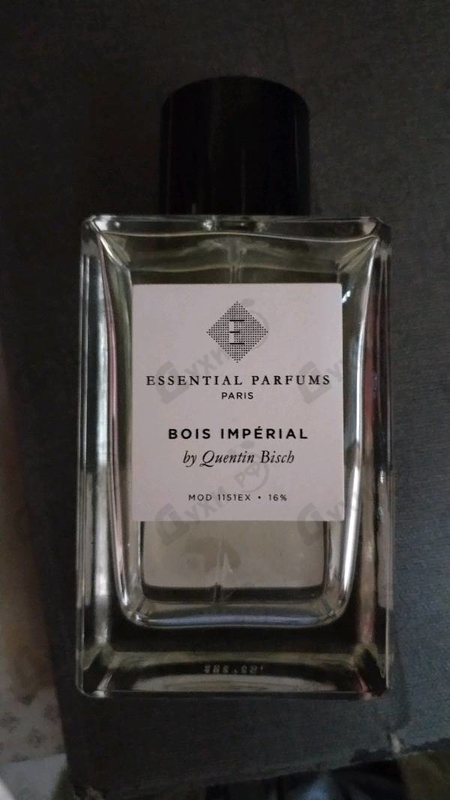 E
ESSENTIAL PARFUMS
PARIS
BOIS IMPÉRIAL
by Quentin Bisch
MOD 1151EX • 16%